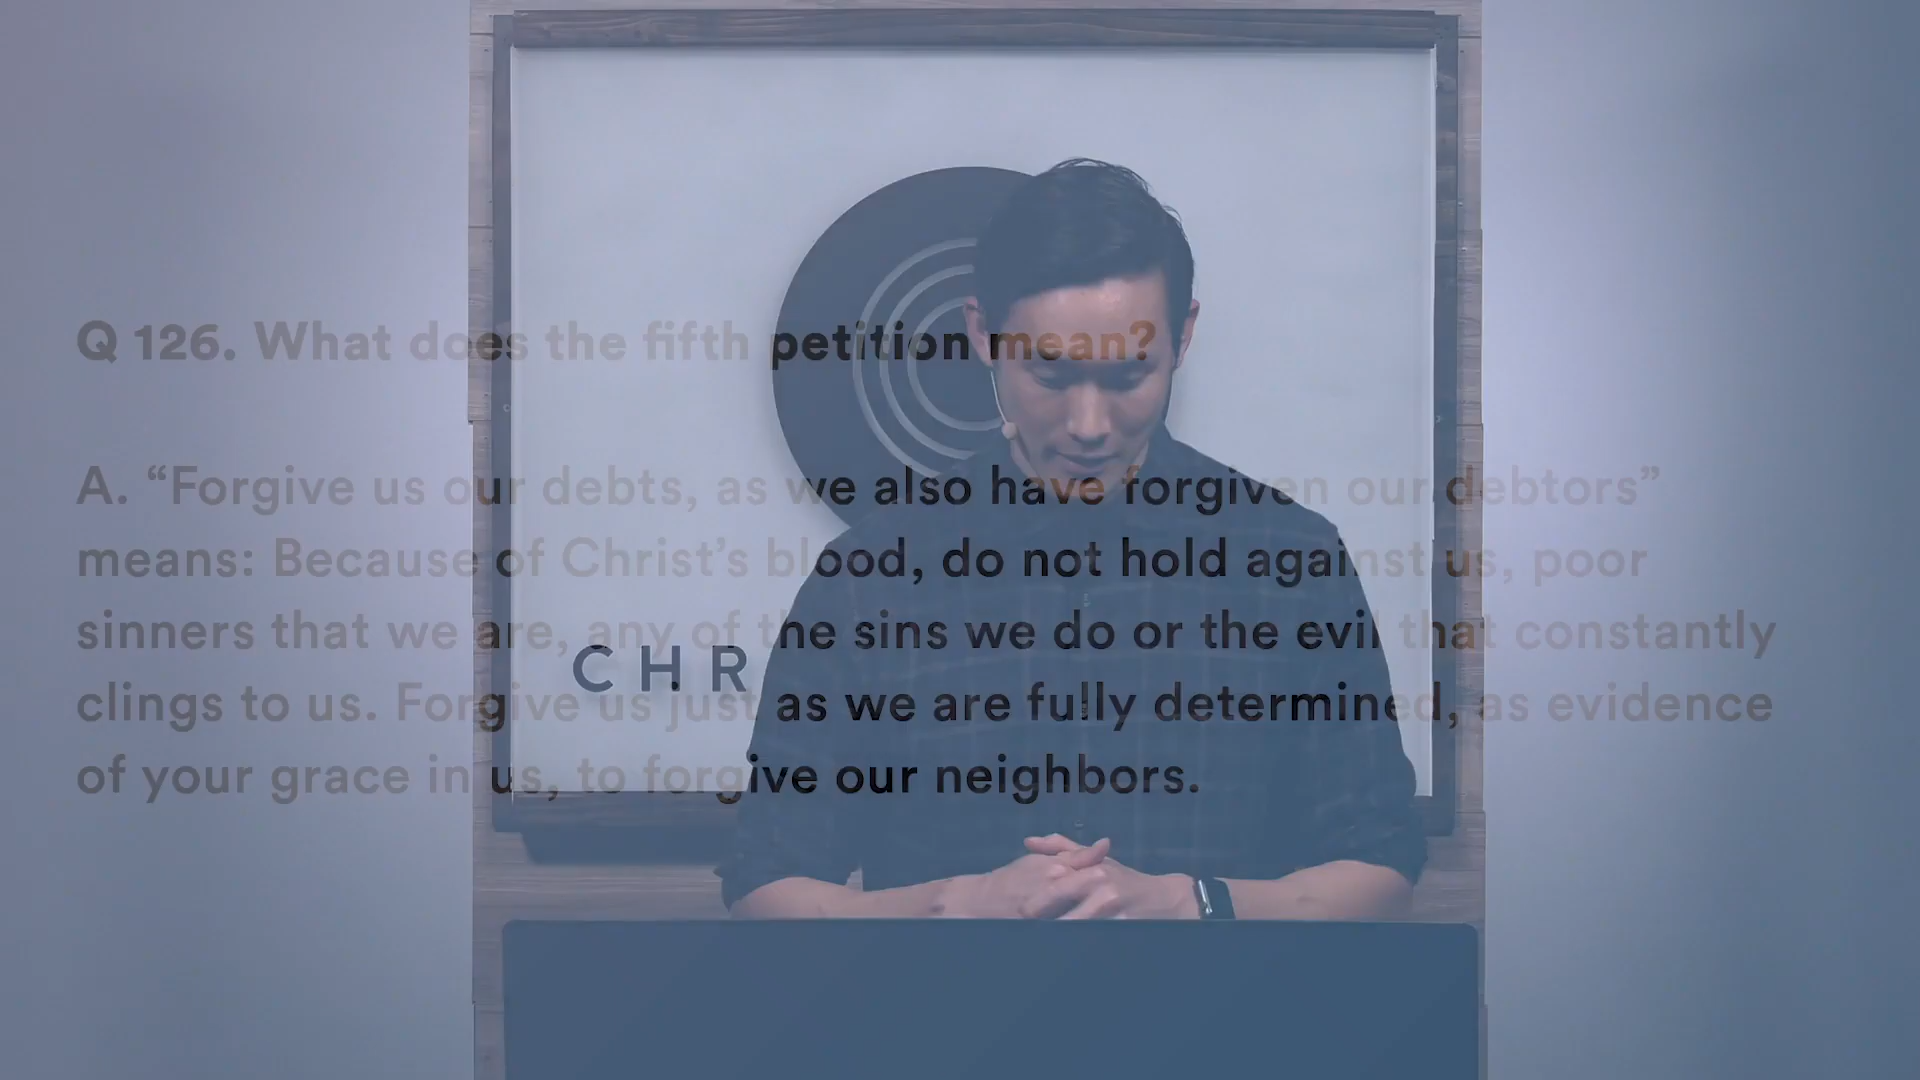 Q 126. What does the fifth petition mean?
A. “Forgive us our debts, as we also have forgiven our debtors”
means: Because of Christ’s blood, do not hold against us, poor
sinners that we are, any of the sins we do or the evil that constantly
CHR
clings to us. Forgive us just as we are fully determined, as evidence
of your grace in us, to forgive our neighbors.